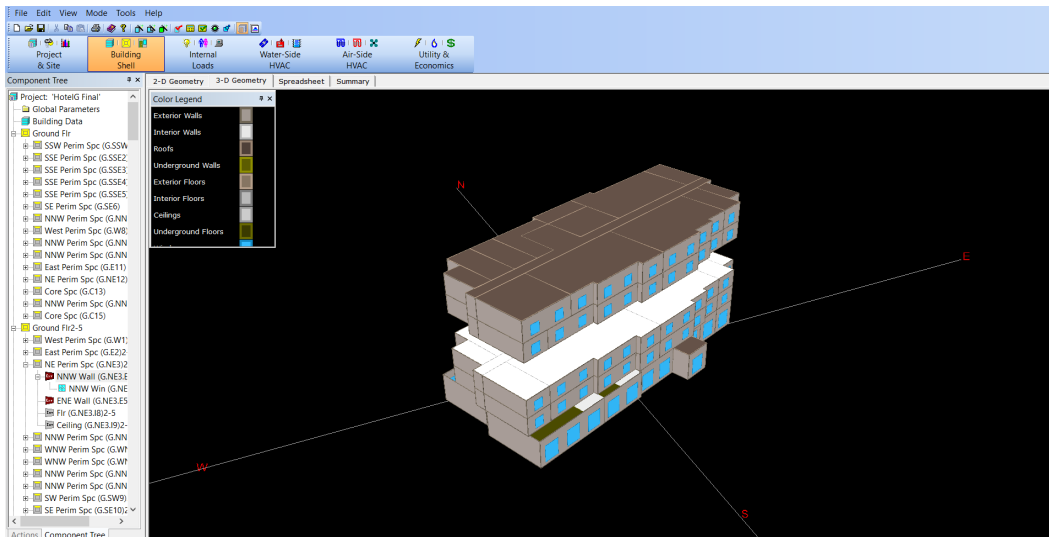 File Edit View Mode Tools Help
Project & Site
Building Shell
Internal Loads
Water-Side HVAC
Air-Side HVAC
Utility & Economics
Component Tree
2-D Geometry
3-D Geometry
Spreadsheet
Summary
Project: 'HotelG Final'
Global Parameters
Building Data
Ground Flr
SSW Perim Spc (G.SSW
SSE Perim Spc (G.SSE2
SSE Perim Spc (G.SSE3
SSE Perim Spc (G.SSE4
SSE Perim Spc (G.SSE5
SE Perim Spc (G.SE6)
NNW Perim Spc (G.NN
West Perim Spc (G.W8)
NNW Perim Spc (G.NN
NNW Perim Spc (G.NN
East Perim Spc (G.E11)
NE Perim Spc (G.NE12)
Core Spc (G.C13)
NNW Perim Spc (G.NN
Core Spc (G.C15)
Ground Flr2-5
West Perim Spc (G.W1)
East Perim Spc (G.E2)2-
NE Perim Spc (G.NE3)2
NNW Wall (G.NE3.E
NNW Win (G.NE
ENE Wall (G.NE3.E5
Flr (G.NE3.I8)2-5
Ceiling (G.NE3.I9)2-
NNW Perim Spc (G.NN
WNW Perim Spc (G.WN
WNW Perim Spc (G.WN
NNW Perim Spc (G.NN
NNW Perim Spc (G.NN
SW Perim Spc (G.SW9)
SE Perim Spc (G.SE10)2
Actions
Component Tree
Color Legend
Exterior Walls
Interior Walls
Roofs
Underground Walls
Exterior Floors
Interior Floors
Ceilings
Underground Floors
N
E
W
S